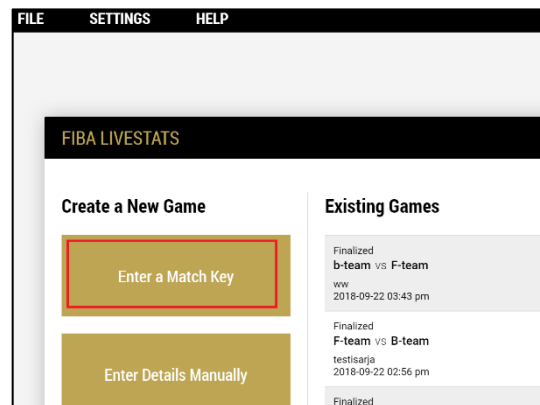 FILE SETTINGS HELP
FIBA LIVESTATS
Create a New Game
Enter a Match Key
Enter Details Manually
Existing Games
Finalized
b-team vs F-team
ww
2018-09-22 03:43 pm
Finalized
F-team vs B-team
testisarja
2018-09-22 02:56 pm
Finalized